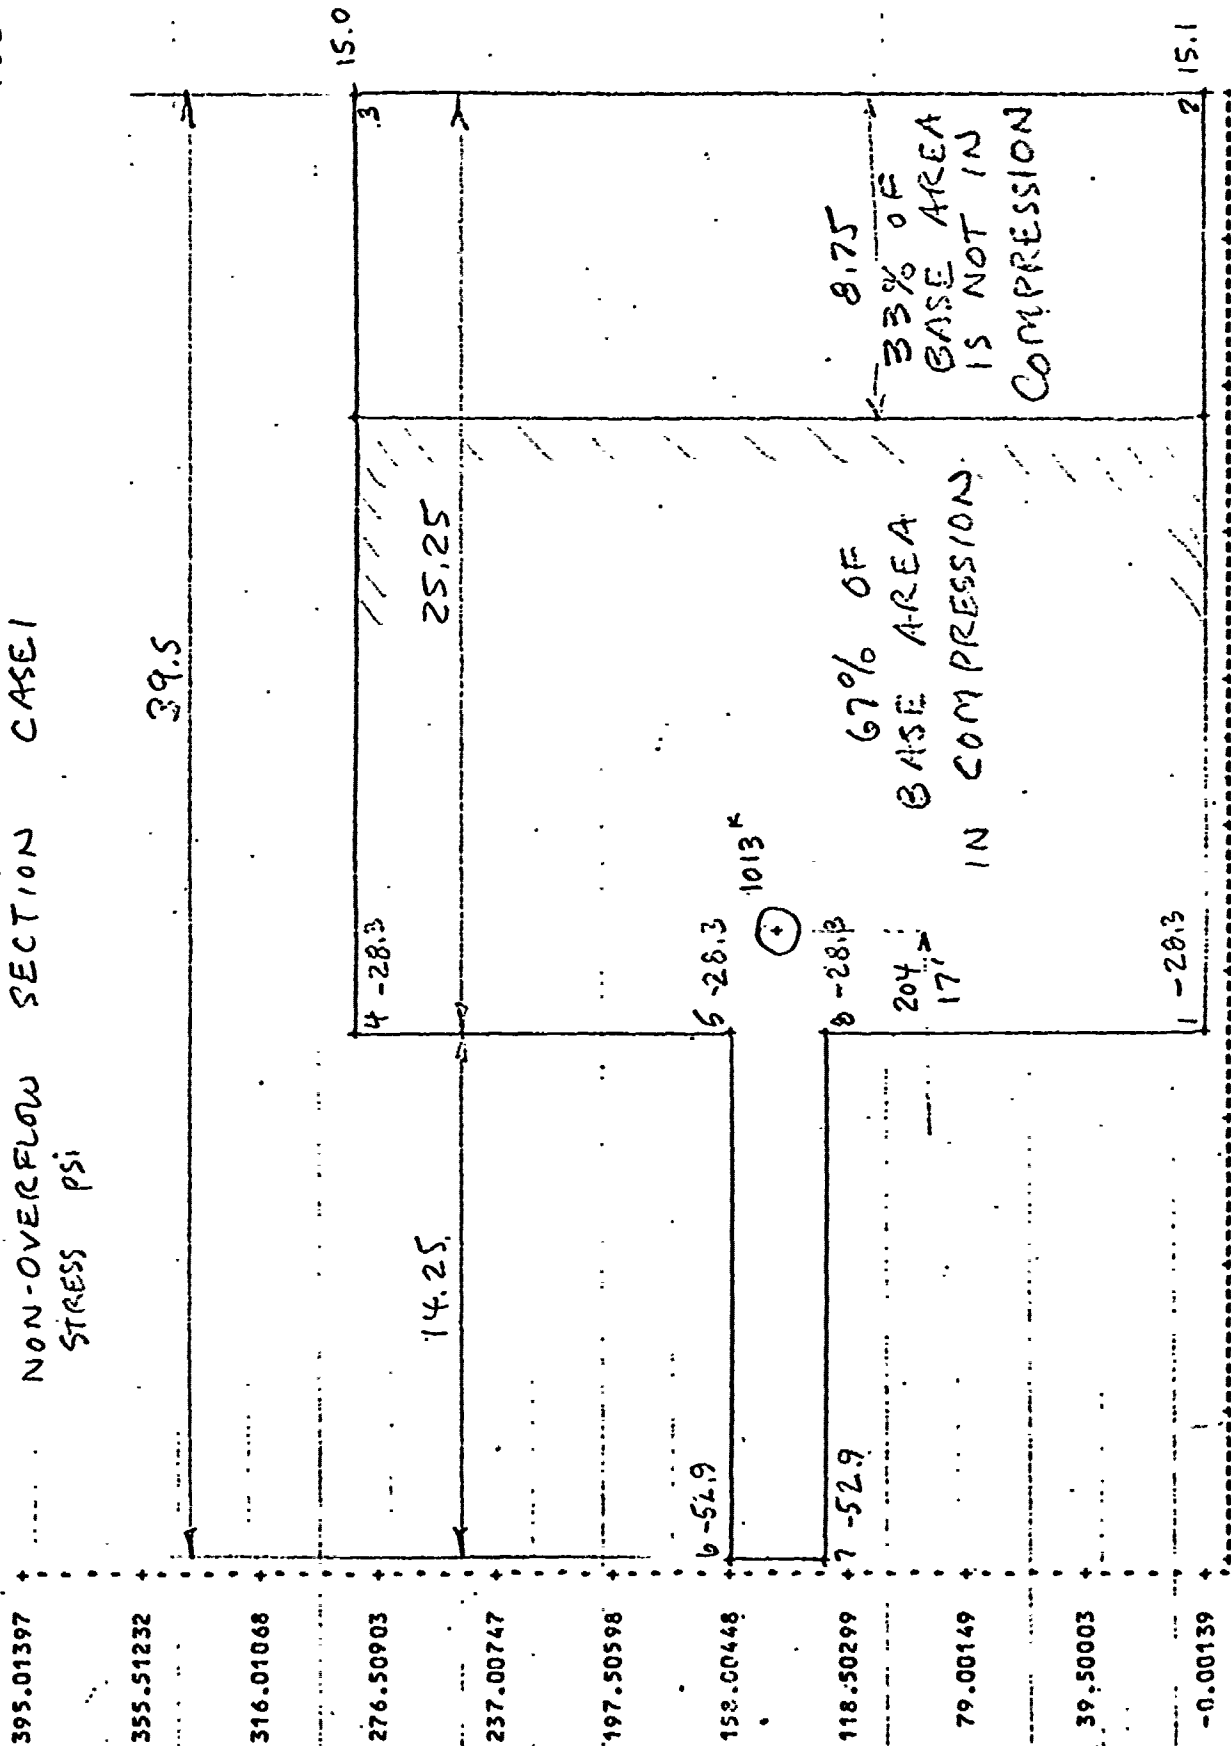 NON-OVERFLOW SECTION CASE 1
STRESS psi
39.5
14.25
25.25
15.0
3
4 -28.3
5 -28.3
1013 K
6 -52.9
7 -52.9
8 -28.3
204
17'
67% OF
BASE AREA
IN COMPRESSION
8.75
33% OF
BASE AREA
IS NOT IN
COMPRESSION
1 -28.3
2
15.1
395.01397
355.51232
316.01068
276.50903
237.00747
197.50598
158.00448
118.50299
79.00149
39.50003
-0.00139